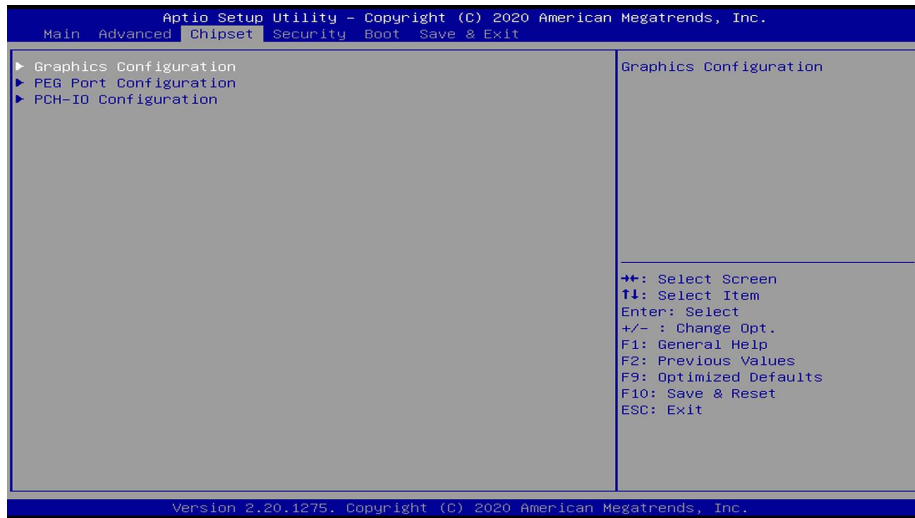 Aptio Setup Utility – Copyright (C) 2020 American Megatrends, Inc.
Main Advanced Chipset Security Boot Save & Exit
▶ Graphics Configuration
▶ PEG Port Configuration
▶ PCH-IO Configuration
Graphics Configuration
→←: Select Screen
↑↓: Select Item
Enter: Select
+/- : Change Opt.
F1: General Help
F2: Previous Values
F9: Optimized Defaults
F10: Save & Reset
ESC: Exit
Version 2.20.1275. Copyright (C) 2020 American Megatrends, Inc.